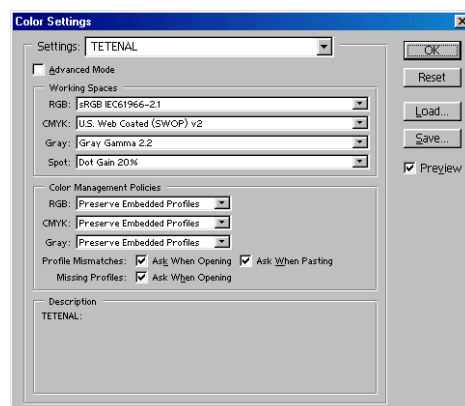 Color Settings
Settings: TETENAL
OK
Advanced Mode
Reset
Working Spaces
RGB: sRGB IEC61966-2.1
Load...
CMYK: U.S. Web Coated (SWOP) v2
Save...
Gray: Gray Gamma 2.2
Spot: Dot Gain 20%
Preview
Color Management Policies
RGB: Preserve Embedded Profiles
CMYK: Preserve Embedded Profiles
Gray: Preserve Embedded Profiles
Profile Mismatches: Ask When Opening Ask When Pasting
Missing Profiles: Ask When Opening
Description
TETENAL: